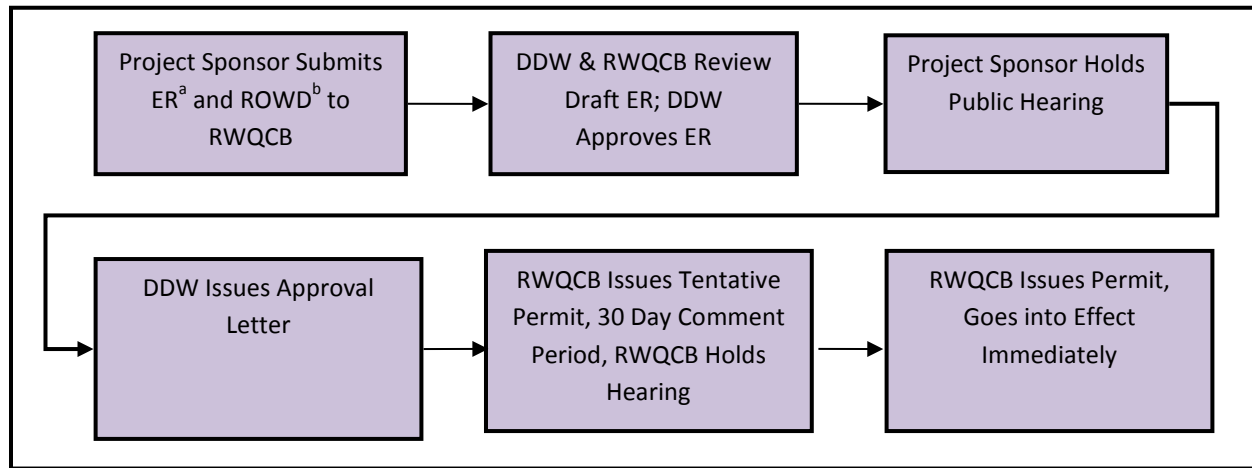 Project Sponsor Submits
ERᵃ and ROWDᵇ to
RWQCB
DDW & RWQCB Review
Draft ER; DDW
Approves ER
Project Sponsor Holds
Public Hearing
DDW Issues Approval
Letter
RWQCB Issues Tentative
Permit, 30 Day Comment
Period, RWQCB Holds
Hearing
RWQCB Issues Permit,
Goes into Effect
Immediately